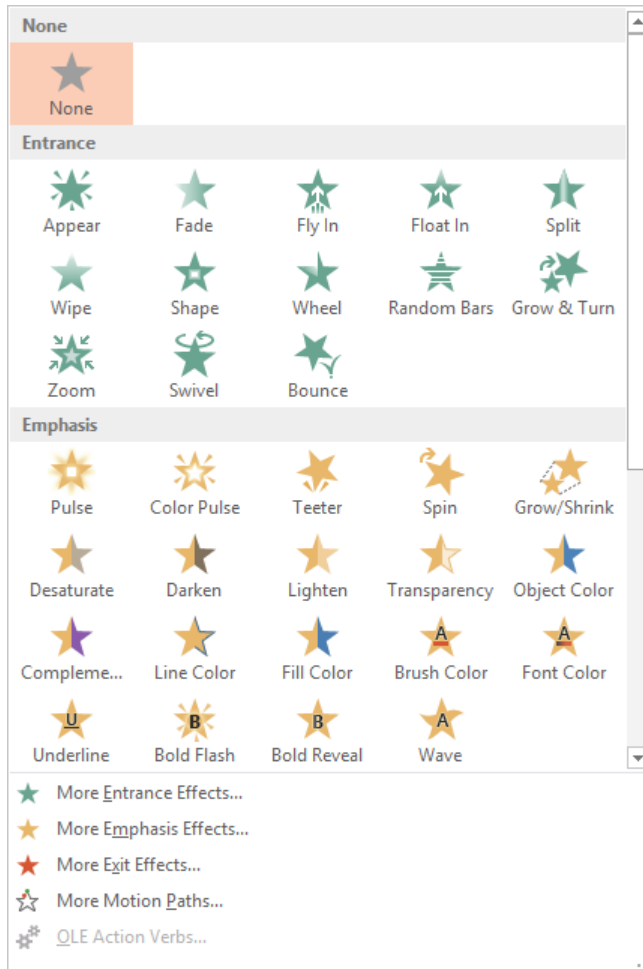 None
None
Entrance
Appear Fade Fly In Float In Split
Wipe Shape Wheel Random Bars Grow & Turn
Zoom Swivel Bounce
Emphasis
Pulse Color Pulse Teeter Spin Grow/Shrink
Desaturate Darken Lighten Transparency Object Color
Compleme... Line Color Fill Color Brush Color Font Color
U B B A
Underline Bold Flash Bold Reveal Wave
More Entrance Effects...
More Emphasis Effects...
More Exit Effects...
More Motion Paths...
OLE Action Verbs...